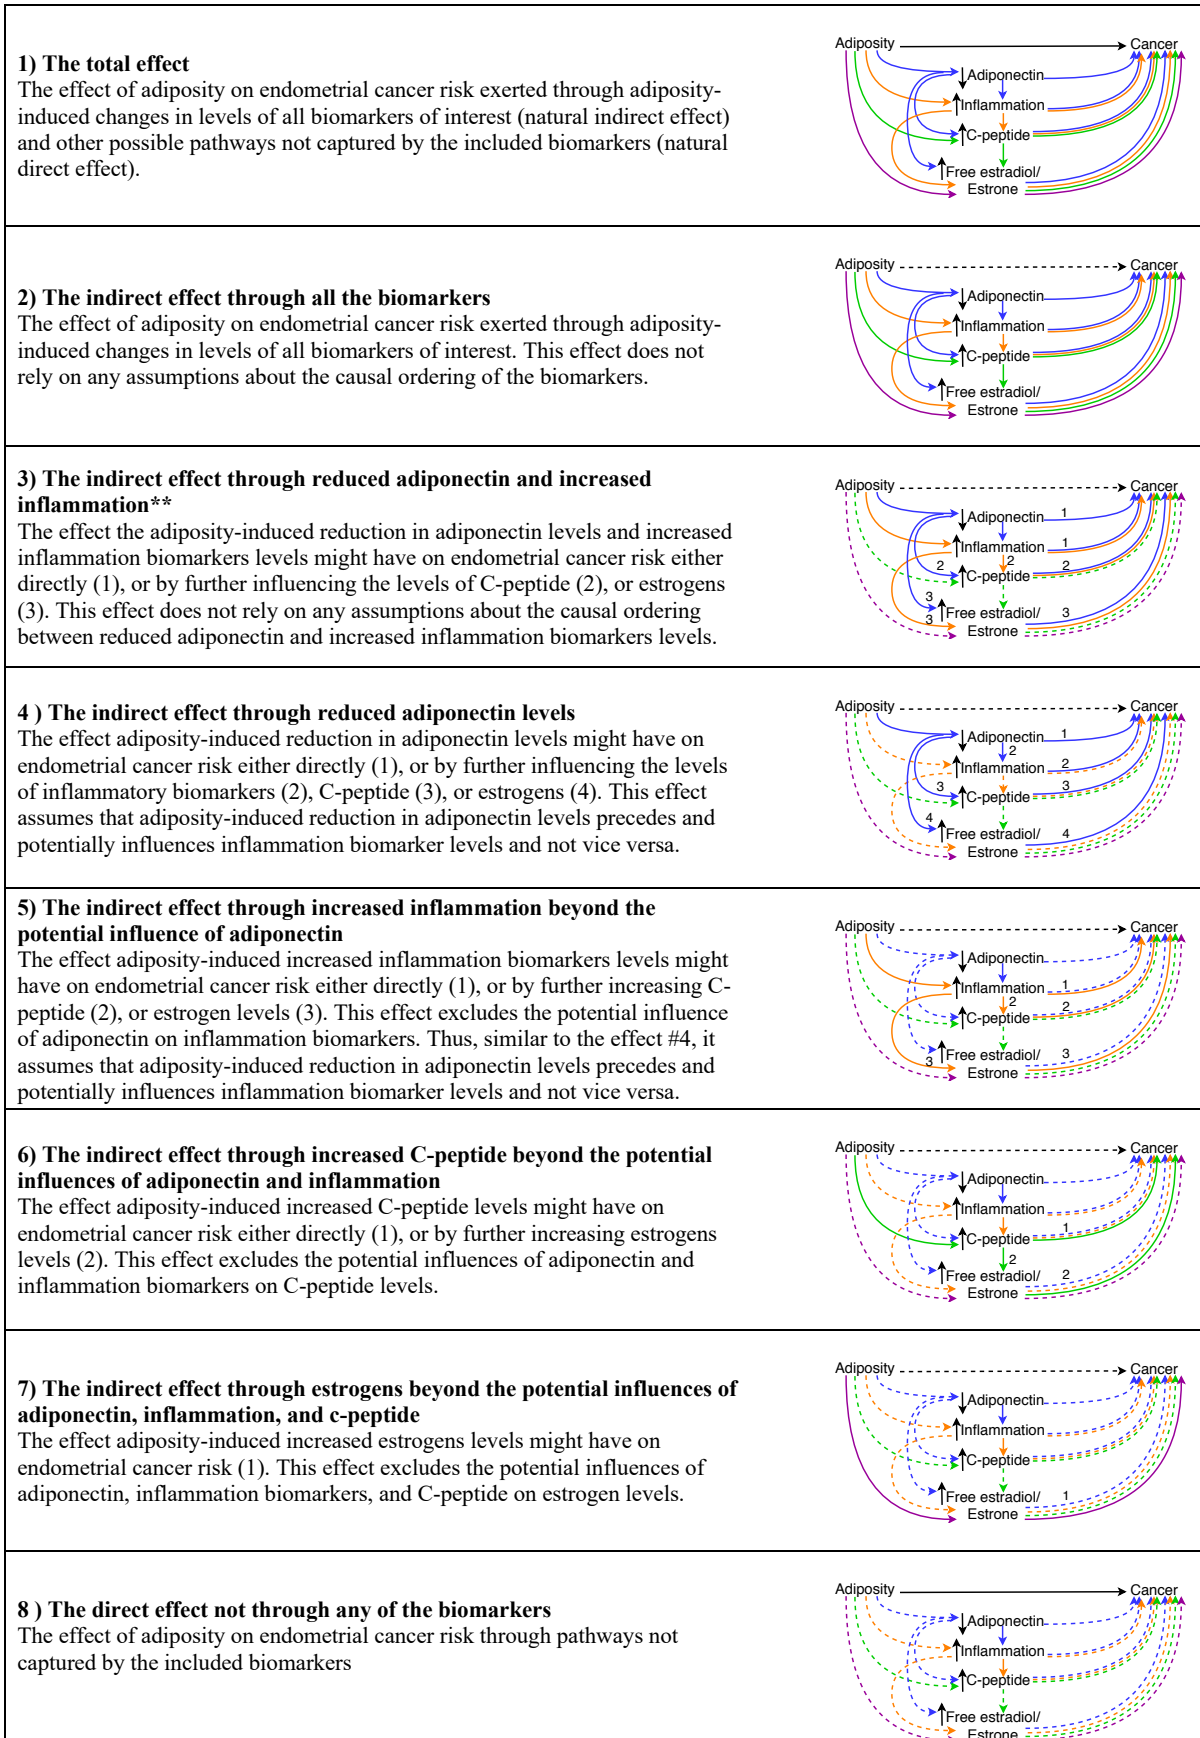 1) The total effect
The effect of adiposity on endometrial cancer risk exerted through adiposity-
induced changes in levels of all biomarkers of interest (natural indirect effect)
and other possible pathways not captured by the included biomarkers (natural
direct effect).
Adiposity Cancer
Adiponectin
Inflammation
C-peptide
Free estradiol/
Estrone
2) The indirect effect through all the biomarkers
The effect of adiposity on endometrial cancer risk exerted through adiposity-
induced changes in levels of all biomarkers of interest. This effect does not
rely on any assumptions about the causal ordering of the biomarkers.
Adiposity Cancer
Adiponectin
Inflammation
C-peptide
Free estradiol/
Estrone
3) The indirect effect through reduced adiponectin and increased
inflammation**
The effect the adiposity-induced reduction in adiponectin levels and increased
inflammation biomarkers levels might have on endometrial cancer risk either
directly (1), or by further influencing the levels of C-peptide (2), or estrogens
(3). This effect does not rely on any assumptions about the causal ordering
between reduced adiponectin and increased inflammation biomarkers levels.
Adiposity Cancer
Adiponectin 1
Inflammation 1
2
2 C-peptide 2
3
Free estradiol/ 3
3
Estrone
4 ) The indirect effect through reduced adiponectin levels
The effect adiposity-induced reduction in adiponectin levels might have on
endometrial cancer risk either directly (1), or by further influencing the levels
of inflammatory biomarkers (2), C-peptide (3), or estrogens (4). This effect
assumes that adiposity-induced reduction in adiponectin levels precedes and
potentially influences inflammation biomarker levels and not vice versa.
Adiposity Cancer
Adiponectin 1
2
Inflammation 2
3 C-peptide 3
4
Free estradiol/ 4
Estrone
5) The indirect effect through increased inflammation beyond the
potential influence of adiponectin
The effect adiposity-induced increased inflammation biomarkers levels might
have on endometrial cancer risk either directly (1), or by further increasing C-
peptide (2), or estrogen levels (3). This effect excludes the potential influence
of adiponectin on inflammation biomarkers. Thus, similar to the effect #4, it
assumes that adiposity-induced reduction in adiponectin levels precedes and
potentially influences inflammation biomarker levels and not vice versa.
Adiposity Cancer
Adiponectin
Inflammation 1
2
C-peptide 2
Free estradiol/ 3
3
Estrone
6) The indirect effect through increased C-peptide beyond the potential
influences of adiponectin and inflammation
The effect adiposity-induced increased C-peptide levels might have on
endometrial cancer risk either directly (1), or by further increasing estrogens
levels (2). This effect excludes the potential influences of adiponectin and
inflammation biomarkers on C-peptide levels.
Adiposity Cancer
Adiponectin
Inflammation
C-peptide 1
2
Free estradiol/ 2
Estrone
7) The indirect effect through estrogens beyond the potential influences of
adiponectin, inflammation, and c-peptide
The effect adiposity-induced increased estrogens levels might have on
endometrial cancer risk (1). This effect excludes the potential influences of
adiponectin, inflammation biomarkers, and C-peptide on estrogen levels.
Adiposity Cancer
Adiponectin
Inflammation
C-peptide
Free estradiol/ 1
Estrone
8 ) The direct effect not through any of the biomarkers
The effect of adiposity on endometrial cancer risk through pathways not
captured by the included biomarkers
Adiposity Cancer
Adiponectin
Inflammation
C-peptide
Free estradiol/
Estrone